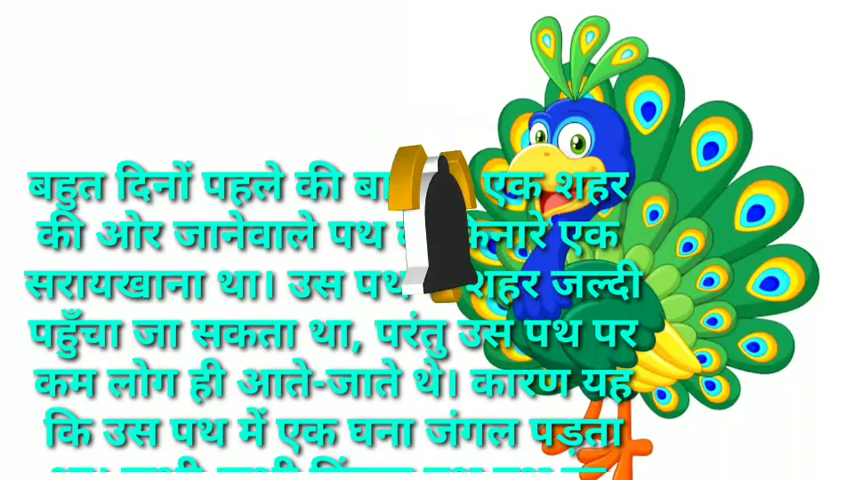 बहुत दिनों पहले की एक शहर
की ओर जानेवाले पथ किनारे एक
सरायखाना था। उस पथ शहर जल्दी
पहुँचा जा सकता था, परंतु उस पथ पर
कम लोग ही आते-जाते थे। कारण यह
कि उस पथ में एक घना जंगल पड़ता